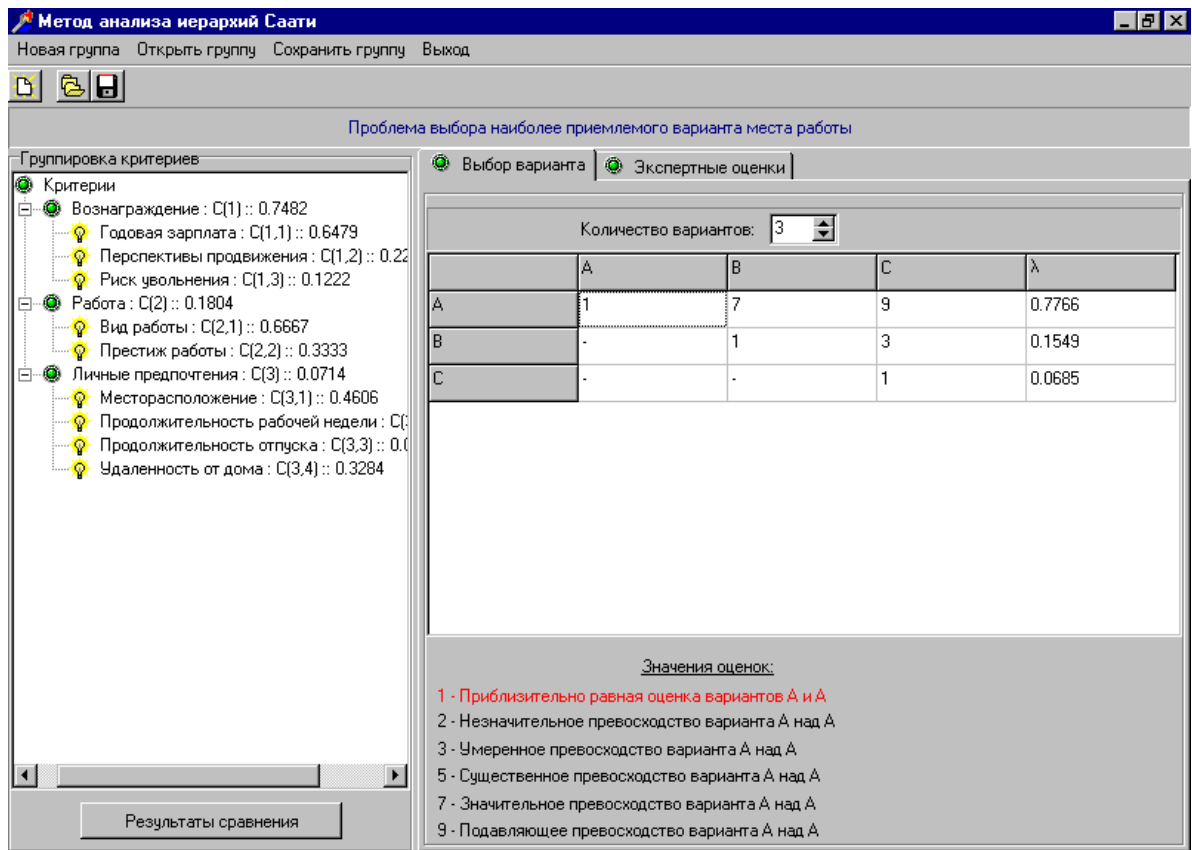 Метод анализа иерархий Саати
Новая группа Открыть группу Сохранить группу Выход
Проблема выбора наиболее приемлемого варианта места работы
Группировка критериев
Критерии
Вознаграждение : C(1) :: 0.7482
Годовая зарплата : C(1,1) :: 0.6479
Перспективы продвижения : C(1,2) :: 0.22
Риск увольнения : C(1,3) :: 0.1222
Работа : C(2) :: 0.1804
Вид работы : C(2,1) :: 0.6667
Престиж работы : C(2,2) :: 0.3333
Личные предпочтения : C(3) :: 0.0714
Месторасположение : C(3,1) :: 0.4606
Продолжительность рабочей недели : C(
Продолжительность отпуска : C(3,3) :: 0.0
Удаленность от дома : C(3,4) :: 0.3284
Результаты сравнения
Выбор варианта Экспертные оценки
Количество вариантов: 3
A B C λ
A 1 7 9 0.7766
B - 1 3 0.1549
C - - 1 0.0685
Значения оценок:
1 - Приблизительно равная оценка вариантов A и A
2 - Незначительное превосходство варианта A над A
3 - Умеренное превосходство варианта A над A
5 - Существенное превосходство варианта A над A
7 - Значительное превосходство варианта A над A
9 - Подавляющее превосходство варианта A над A